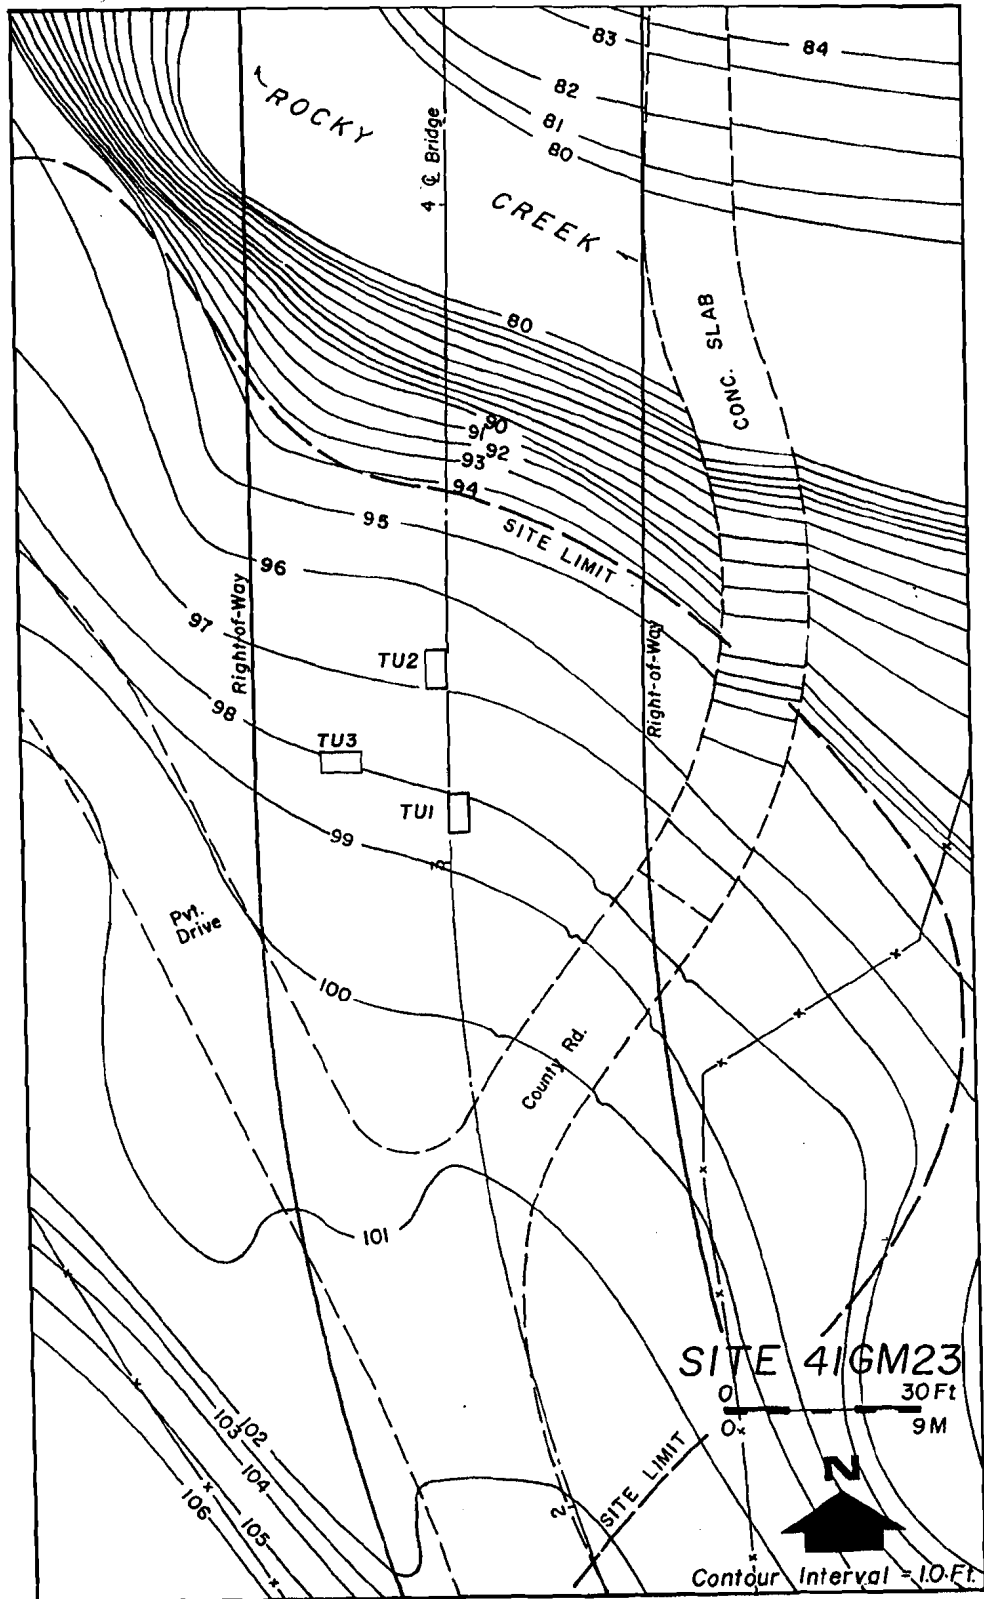 83
84
82
ROCKY
81
80
4
℄ Bridge
CREEK
CONC. SLAB
80
90
91
92
93
94
95
SITE LIMIT
96
97
Right-of-Way
Right-of-Way
TU2
98
TU3
TU1
99
3
Pvt.
Drive
100
County Rd.
101
SITE 41GM23
0
30 Ft
0
9 M
102
103
104
105
106
2
SITE LIMIT
N
Contour Interval = 1.0 Ft.